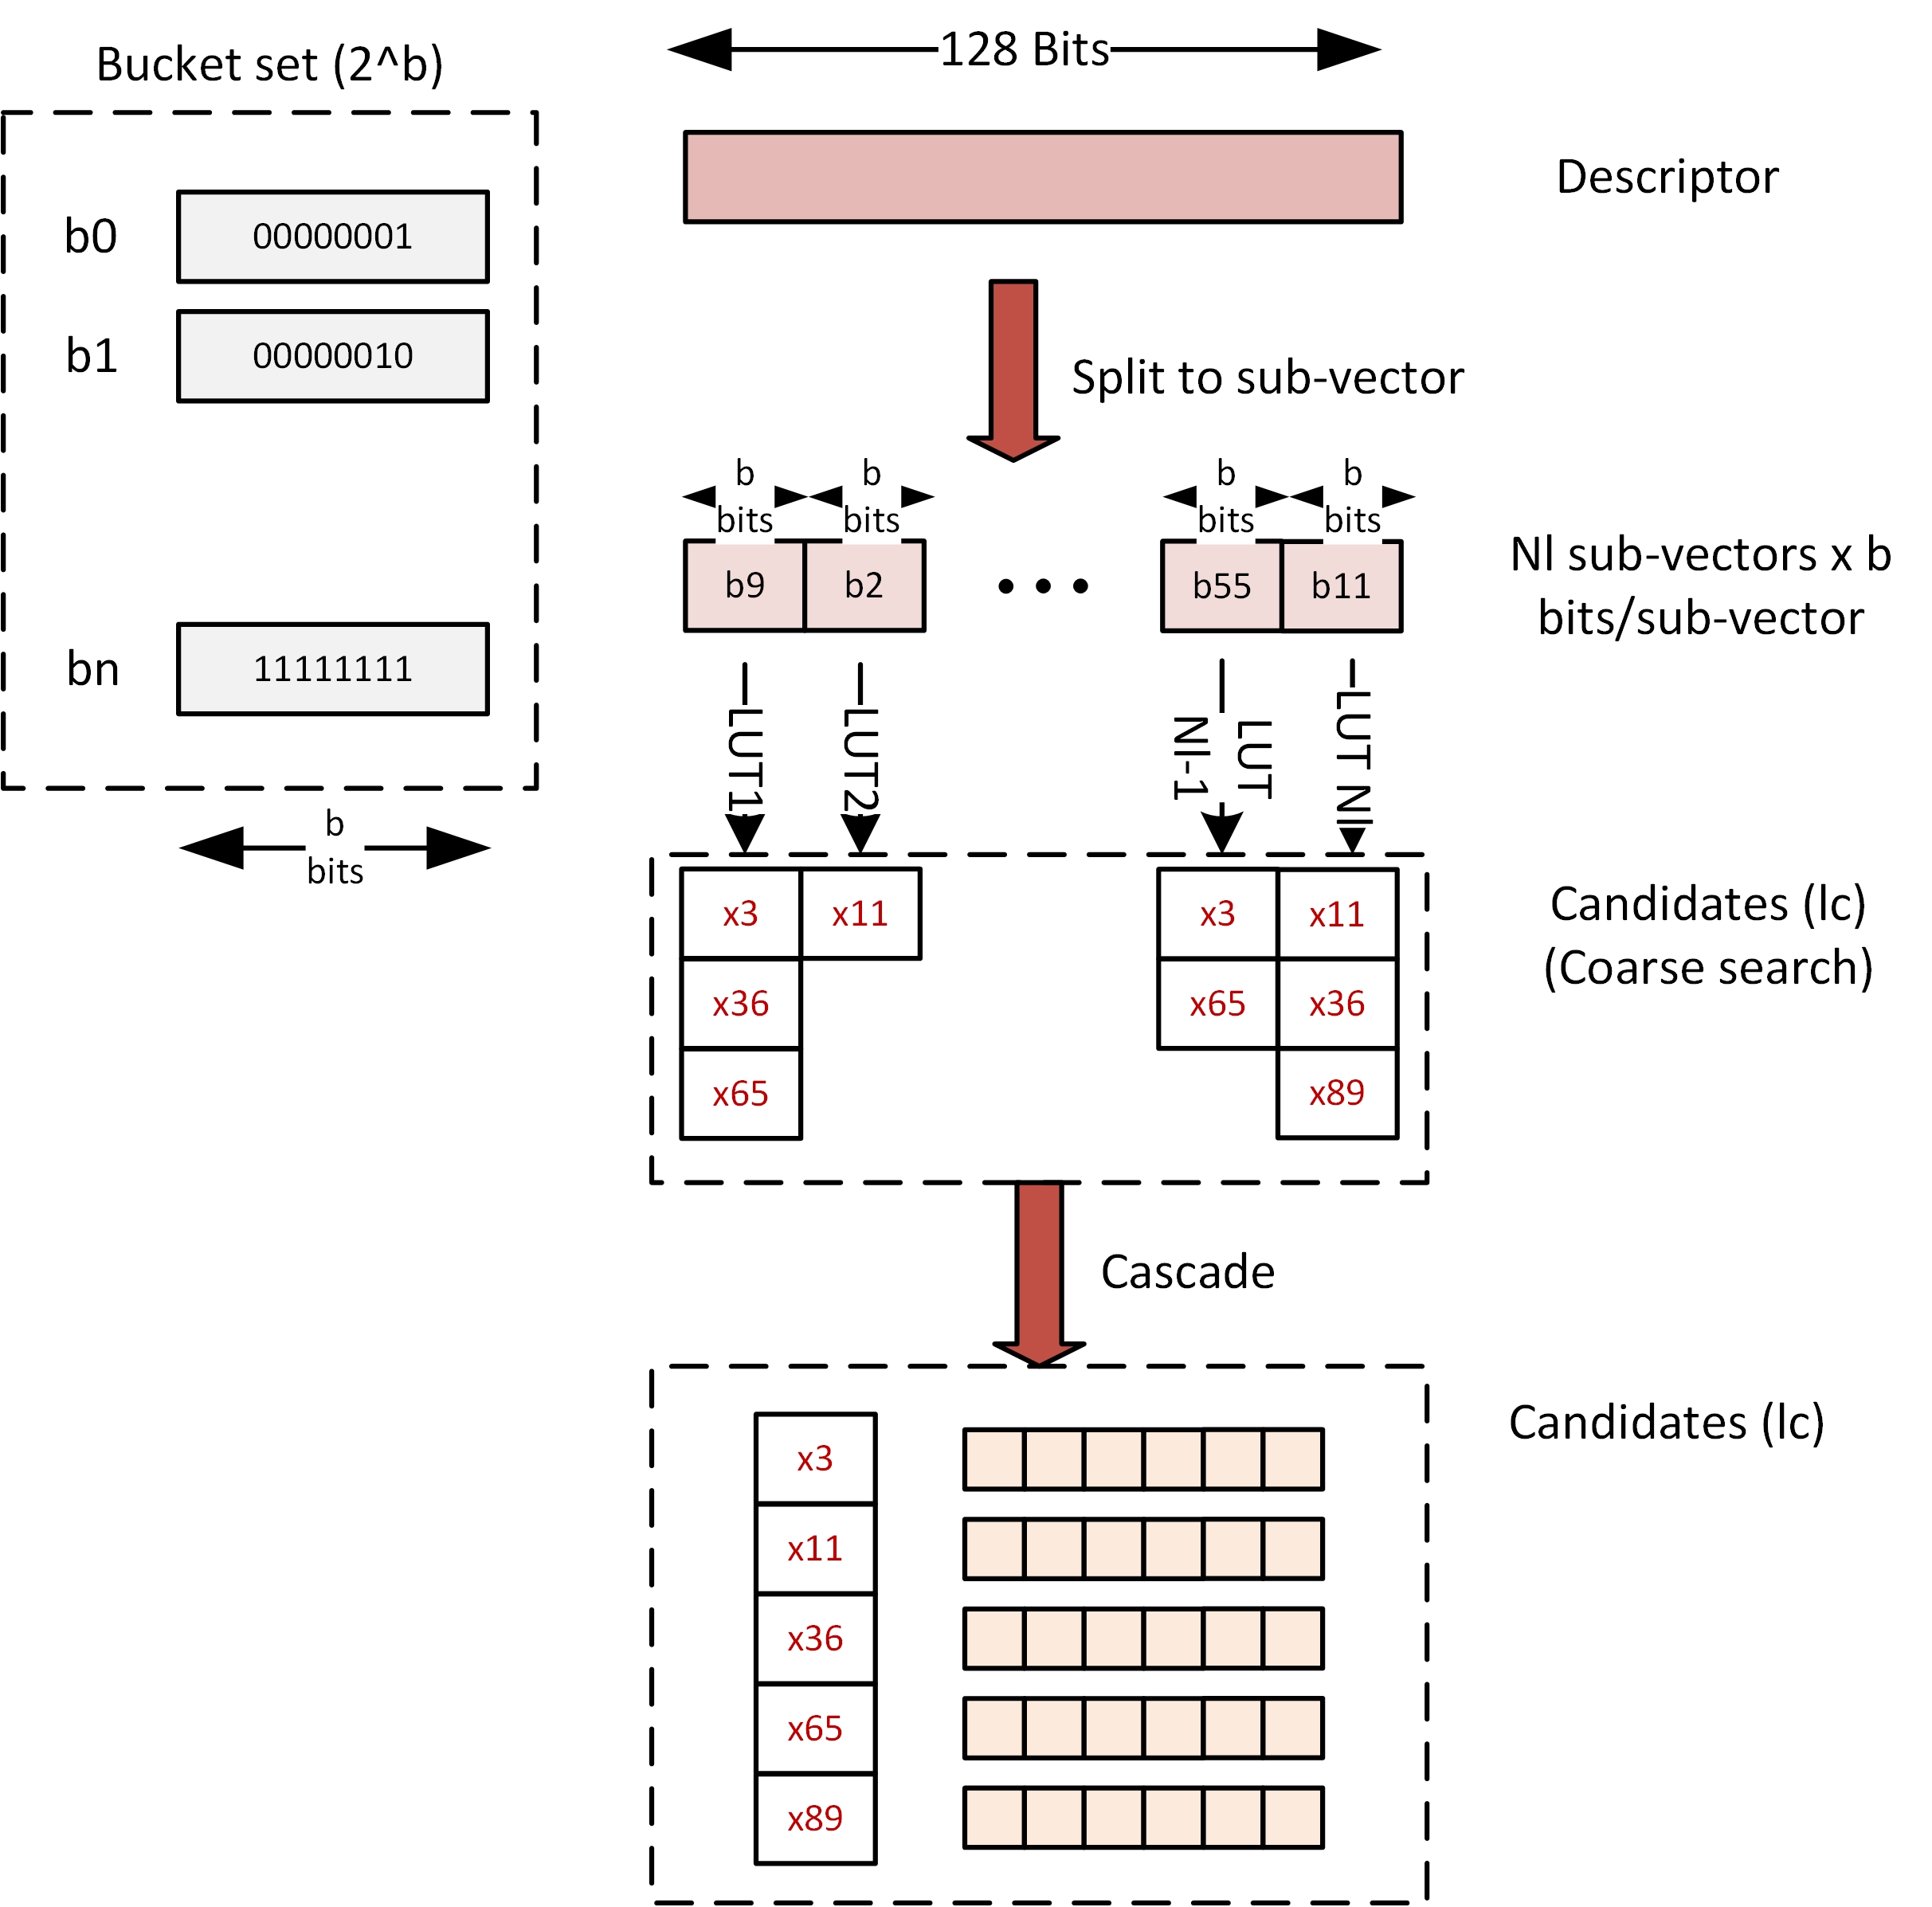 Bucket set (2^b)
b0
00000001
b1
00000010
bn
11111111
b
bits
128 Bits
Descriptor
Split to sub-vector
b
bits
b
bits
b
bits
b
bits
b9
b2
b55
b11
Nl sub-vectors x b
bits/sub-vector
LUT1
LUT2
LUT
Nl-1
LUT Nl
x3
x11
x3
x11
x36
x65
x36
x65
x89
Candidates (lc)
(Coarse search)
Cascade
Candidates (lc)
x3
x11
x36
x65
x89